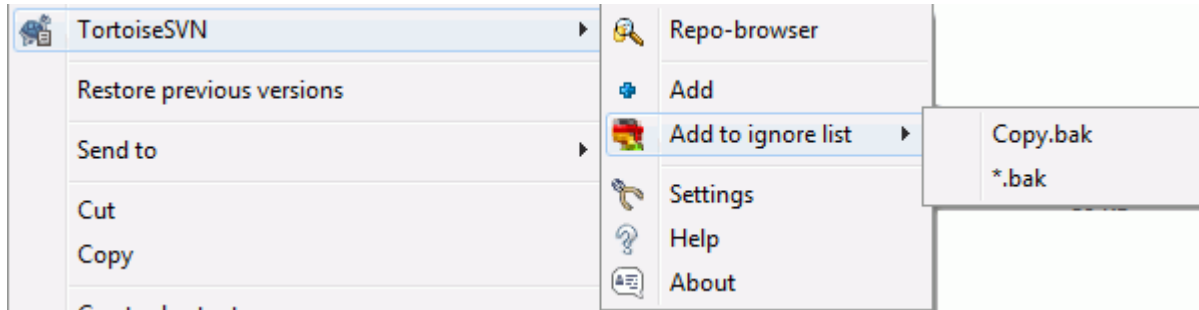 TortoiseSVN
Restore previous versions
Send to
Cut
Copy
Repo-browser
Add
Add to ignore list
Settings
Help
About
Copy.bak
*.bak